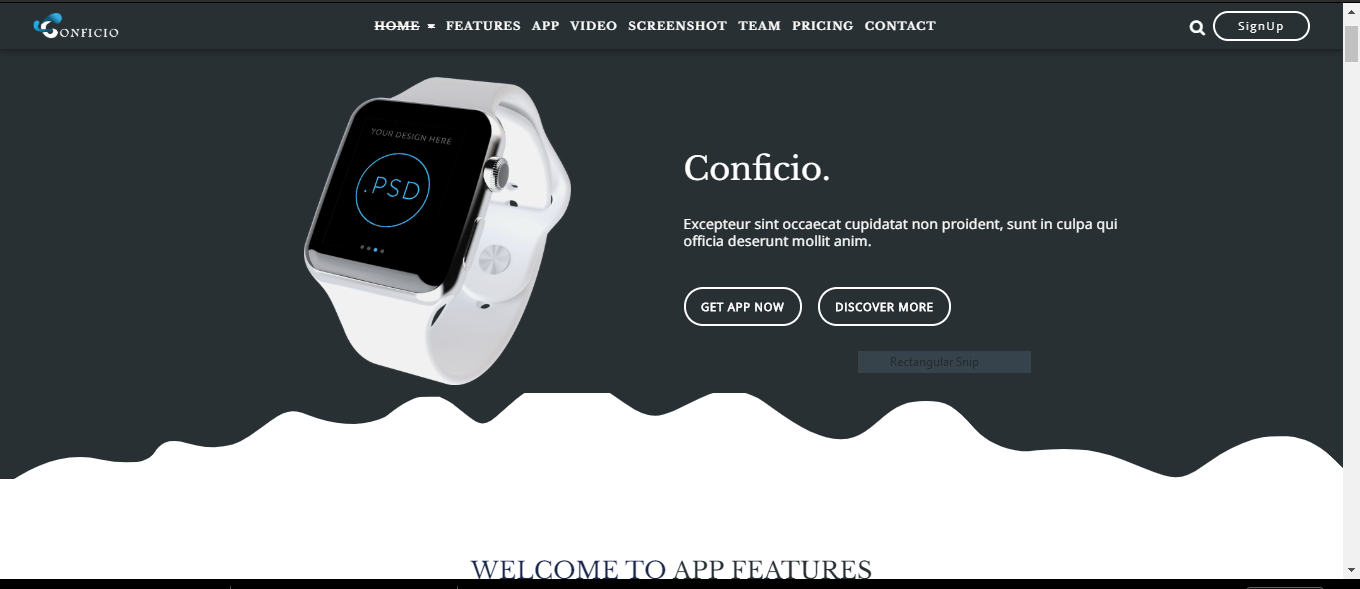 CONFICIO
HOME FEATURES APP VIDEO SCREENSHOT TEAM PRICING CONTACT
SignUp
YOUR DESIGN HERE
.PSD
Conficio.
Excepteur sint occaecat cupidatat non proident, sunt in culpa qui
officia deserunt mollit anim.
GET APP NOW DISCOVER MORE
Rectangular Snip
WELCOME TO APP FEATURES